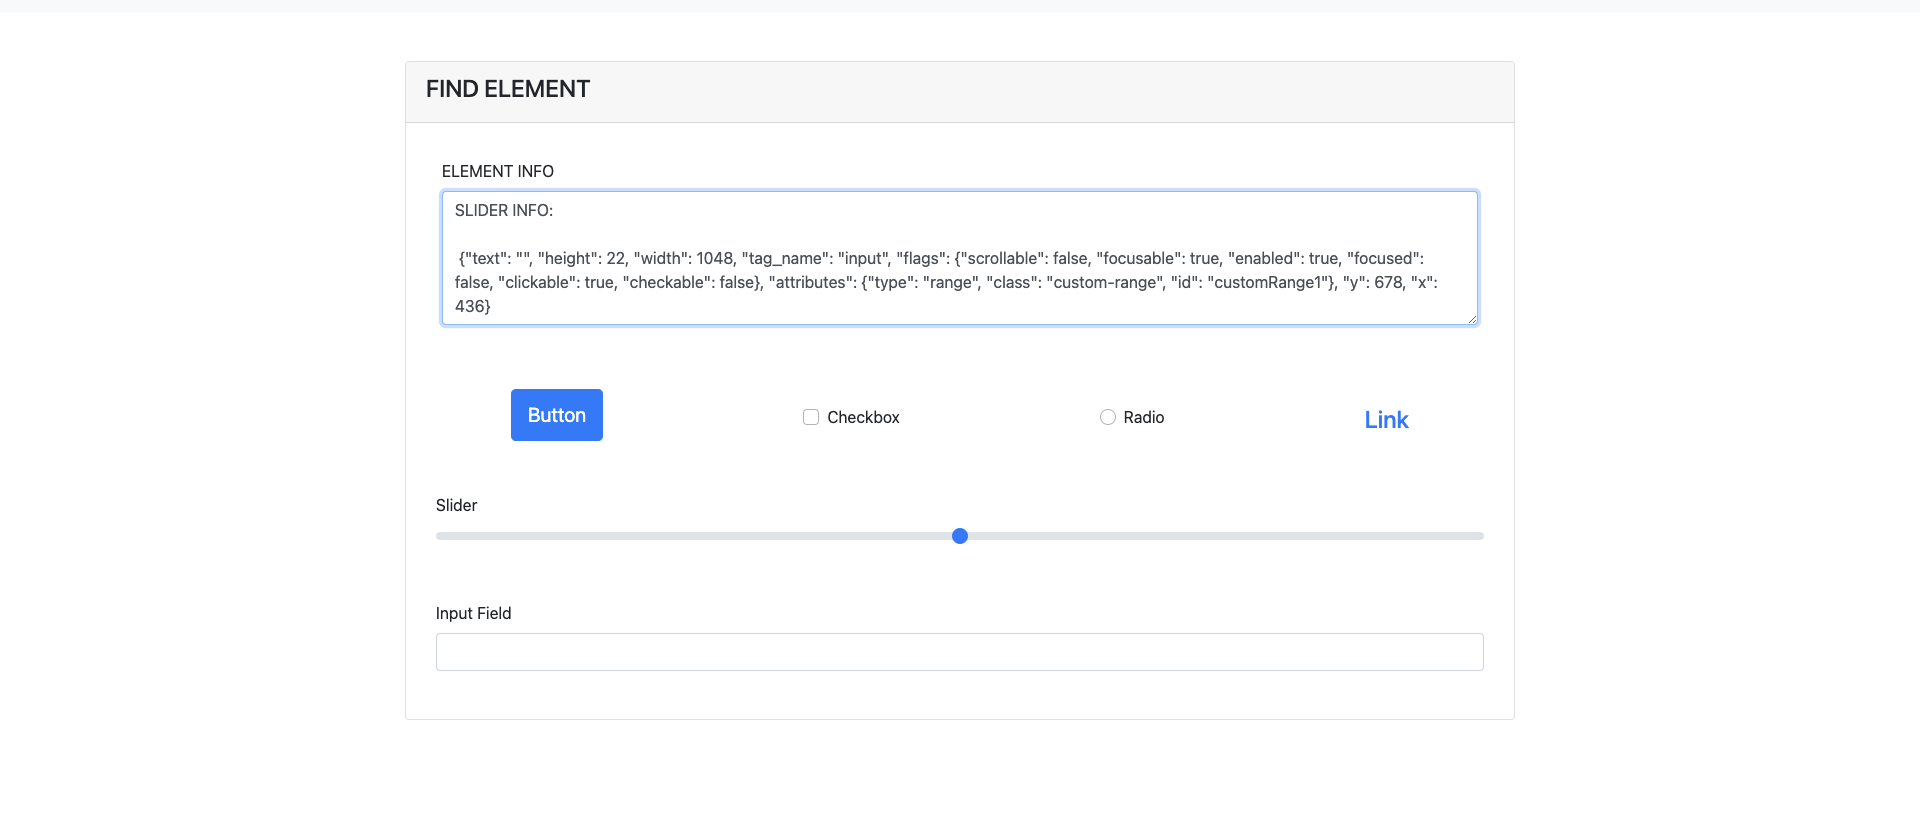 FIND ELEMENT
ELEMENT INFO
SLIDER INFO:
{"text": "", "height": 22, "width": 1048, "tag_name": "input", "flags": {"scrollable": false, "focusable": true, "enabled": true, "focused":
false, "clickable": true, "checkable": false}, "attributes": {"type": "range", "class": "custom-range", "id": "customRange1"}, "y": 678, "x":
436}
Button Checkbox Radio Link
Slider
Input Field